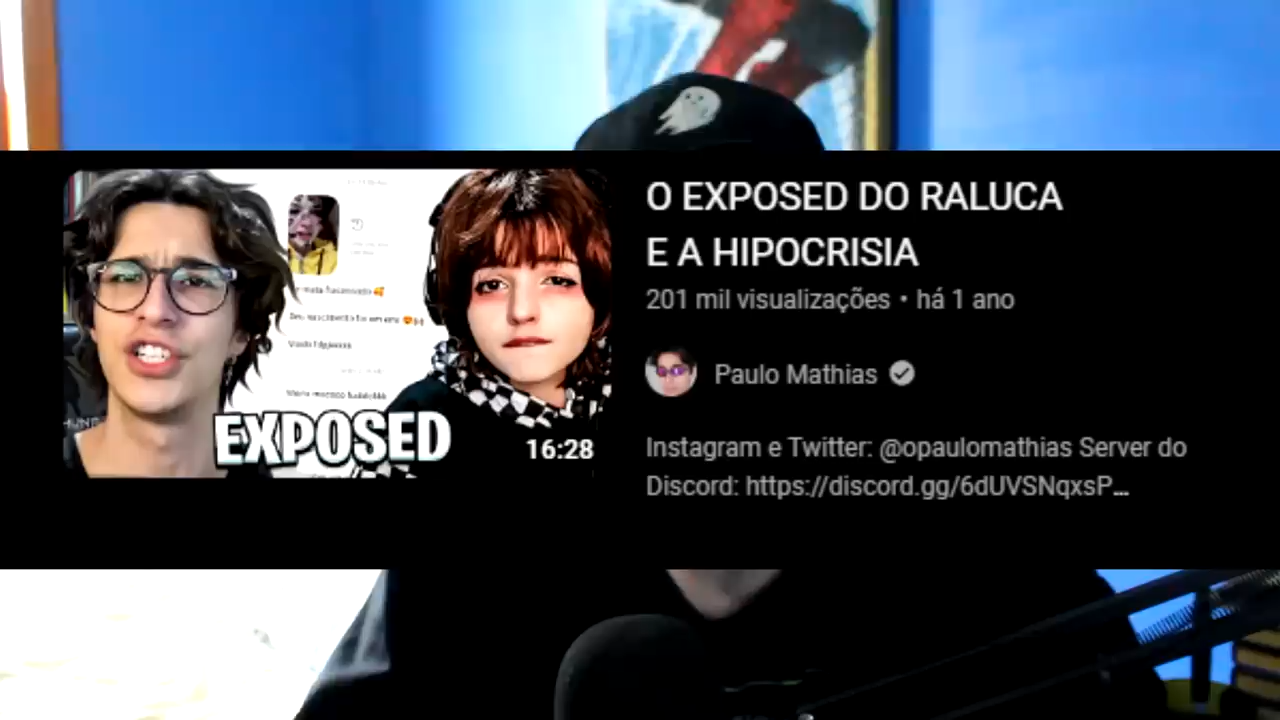 O EXPOSED DO RALUCA
E A HIPOCRISIA
201 mil visualizações • há 1 ano
Paulo Mathias
Instagram e Twitter: @opaulomathias Server do
Discord: https://discord.gg/6dUVSNqxsP…
EXPOSED
16:28